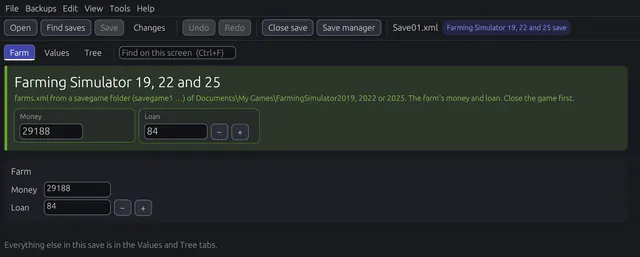 File Backups Edit View Tools Help
Open Find saves Save Changes Undo Redo Close save Save manager Save01.xml Farming Simulator 19, 22 and 25 save
Farm Values Tree Find on this screen (Ctrl+F)
Farming Simulator 19, 22 and 25
farms.xml from a savegame folder (savegame1 ...) of Documents\My Games\FarmingSimulator2019, 2022 or 2025. The farm's money and loan. Close the game first.
Money Loan
29188 84 − +
Farm
Money 29188
Loan 84 − +
Everything else in this save is in the Values and Tree tabs.